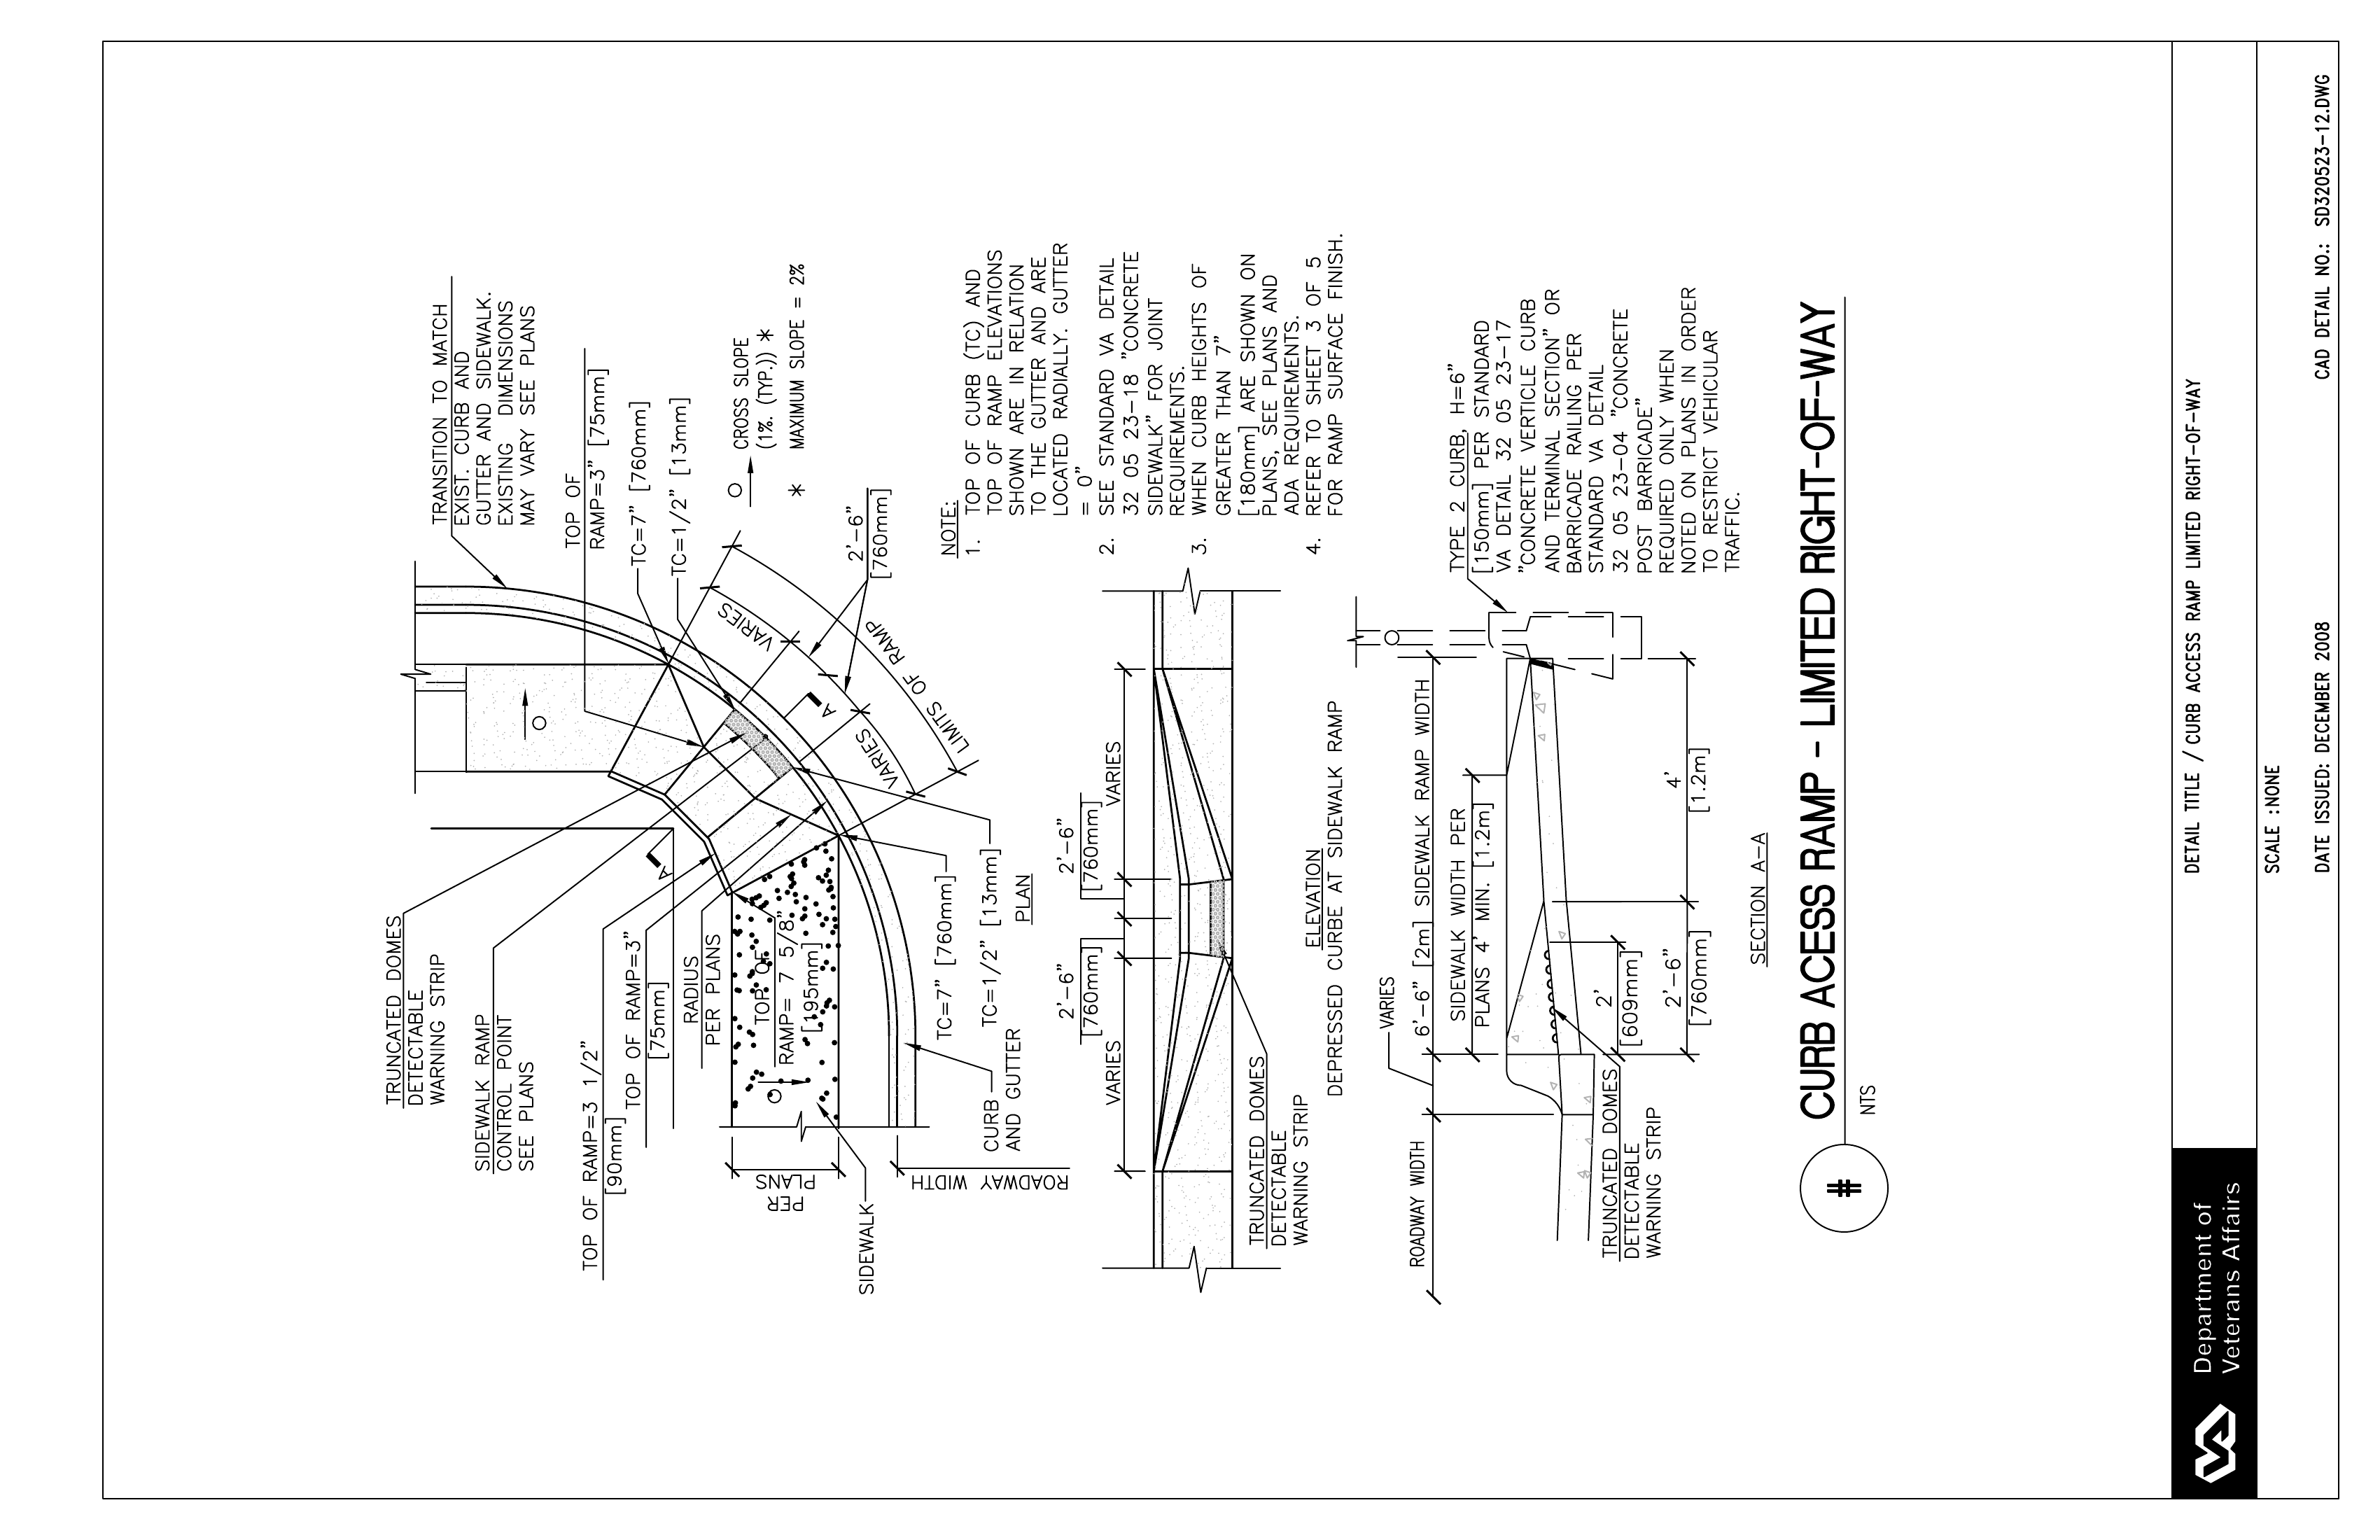 TRANSITION TO MATCH
EXIST. CURB AND
GUTTER AND SIDEWALK.
EXISTING DIMENSIONS
MAY VARY SEE PLANS
TOP OF
RAMP=3" [75mm]
TC=7" [760mm]
TC=1/2" [13mm]
CROSS SLOPE
(1%. (TYP.)) *
* MAXIMUM SLOPE = 2%
2'-6"
[760mm]
VARIES
VARIES
LIMITS OF RAMP
A
A
TRUNCATED DOMES
DETECTABLE
WARNING STRIP
SIDEWALK RAMP
CONTROL POINT
SEE PLANS
TOP OF RAMP=3 1/2"
[90mm]
TOP OF RAMP=3"
[75mm]
RADIUS
PER PLANS
TOP OF
RAMP= 7 5/8"
[195mm]
PER
PLANS
SIDEWALK
ROADWAY WIDTH
CURB
AND GUTTER
TC=7" [760mm]
TC=1/2" [13mm]
PLAN
NOTE:
1. TOP OF CURB (TC) AND
TOP OF RAMP ELEVATIONS
SHOWN ARE IN RELATION
TO THE GUTTER AND ARE
LOCATED RADIALLY. GUTTER
= 0"
2. SEE STANDARD VA DETAIL
32 05 23-18 "CONCRETE
SIDEWALK" FOR JOINT
REQUIREMENTS.
3. WHEN CURB HEIGHTS OF
GREATER THAN 7"
[180mm] ARE SHOWN ON
PLANS, SEE PLANS AND
ADA REQUIREMENTS.
4. REFER TO SHEET 3 OF 5
FOR RAMP SURFACE FINISH.
VARIES
2'-6"
[760mm]
2'-6"
[760mm]
VARIES
TRUNCATED DOMES
DETECTABLE
WARNING STRIP
ELEVATION
DEPRESSED CURBE AT SIDEWALK RAMP
VARIES
ROADWAY WIDTH
6'-6" [2m] SIDEWALK RAMP WIDTH
SIDEWALK WIDTH PER
PLANS 4' MIN. [1.2m]
2'
[609mm]
2'-6"
[760mm]
4'
[1.2m]
TRUNCATED DOMES
DETECTABLE
WARNING STRIP
SECTION A-A
TYPE 2 CURB, H=6"
[150mm] PER STANDARD
VA DETAIL 32 05 23-17
"CONCRETE VERTICLE CURB
AND TERMINAL SECTION" OR
BARRICADE RAILING PER
STANDARD VA DETAIL
32 05 23-04 "CONCRETE
POST BARRICADE"
REQUIRED ONLY WHEN
NOTED ON PLANS IN ORDER
TO RESTRICT VEHICULAR
TRAFFIC.
# CURB ACESS RAMP - LIMITED RIGHT-OF-WAY
NTS
VA
Department of
Veterans Affairs
DETAIL TITLE / CURB ACCESS RAMP LIMITED RIGHT-OF-WAY
SCALE :NONE
DATE ISSUED: DECEMBER 2008
CAD DETAIL NO.: SD320523-12.DWG